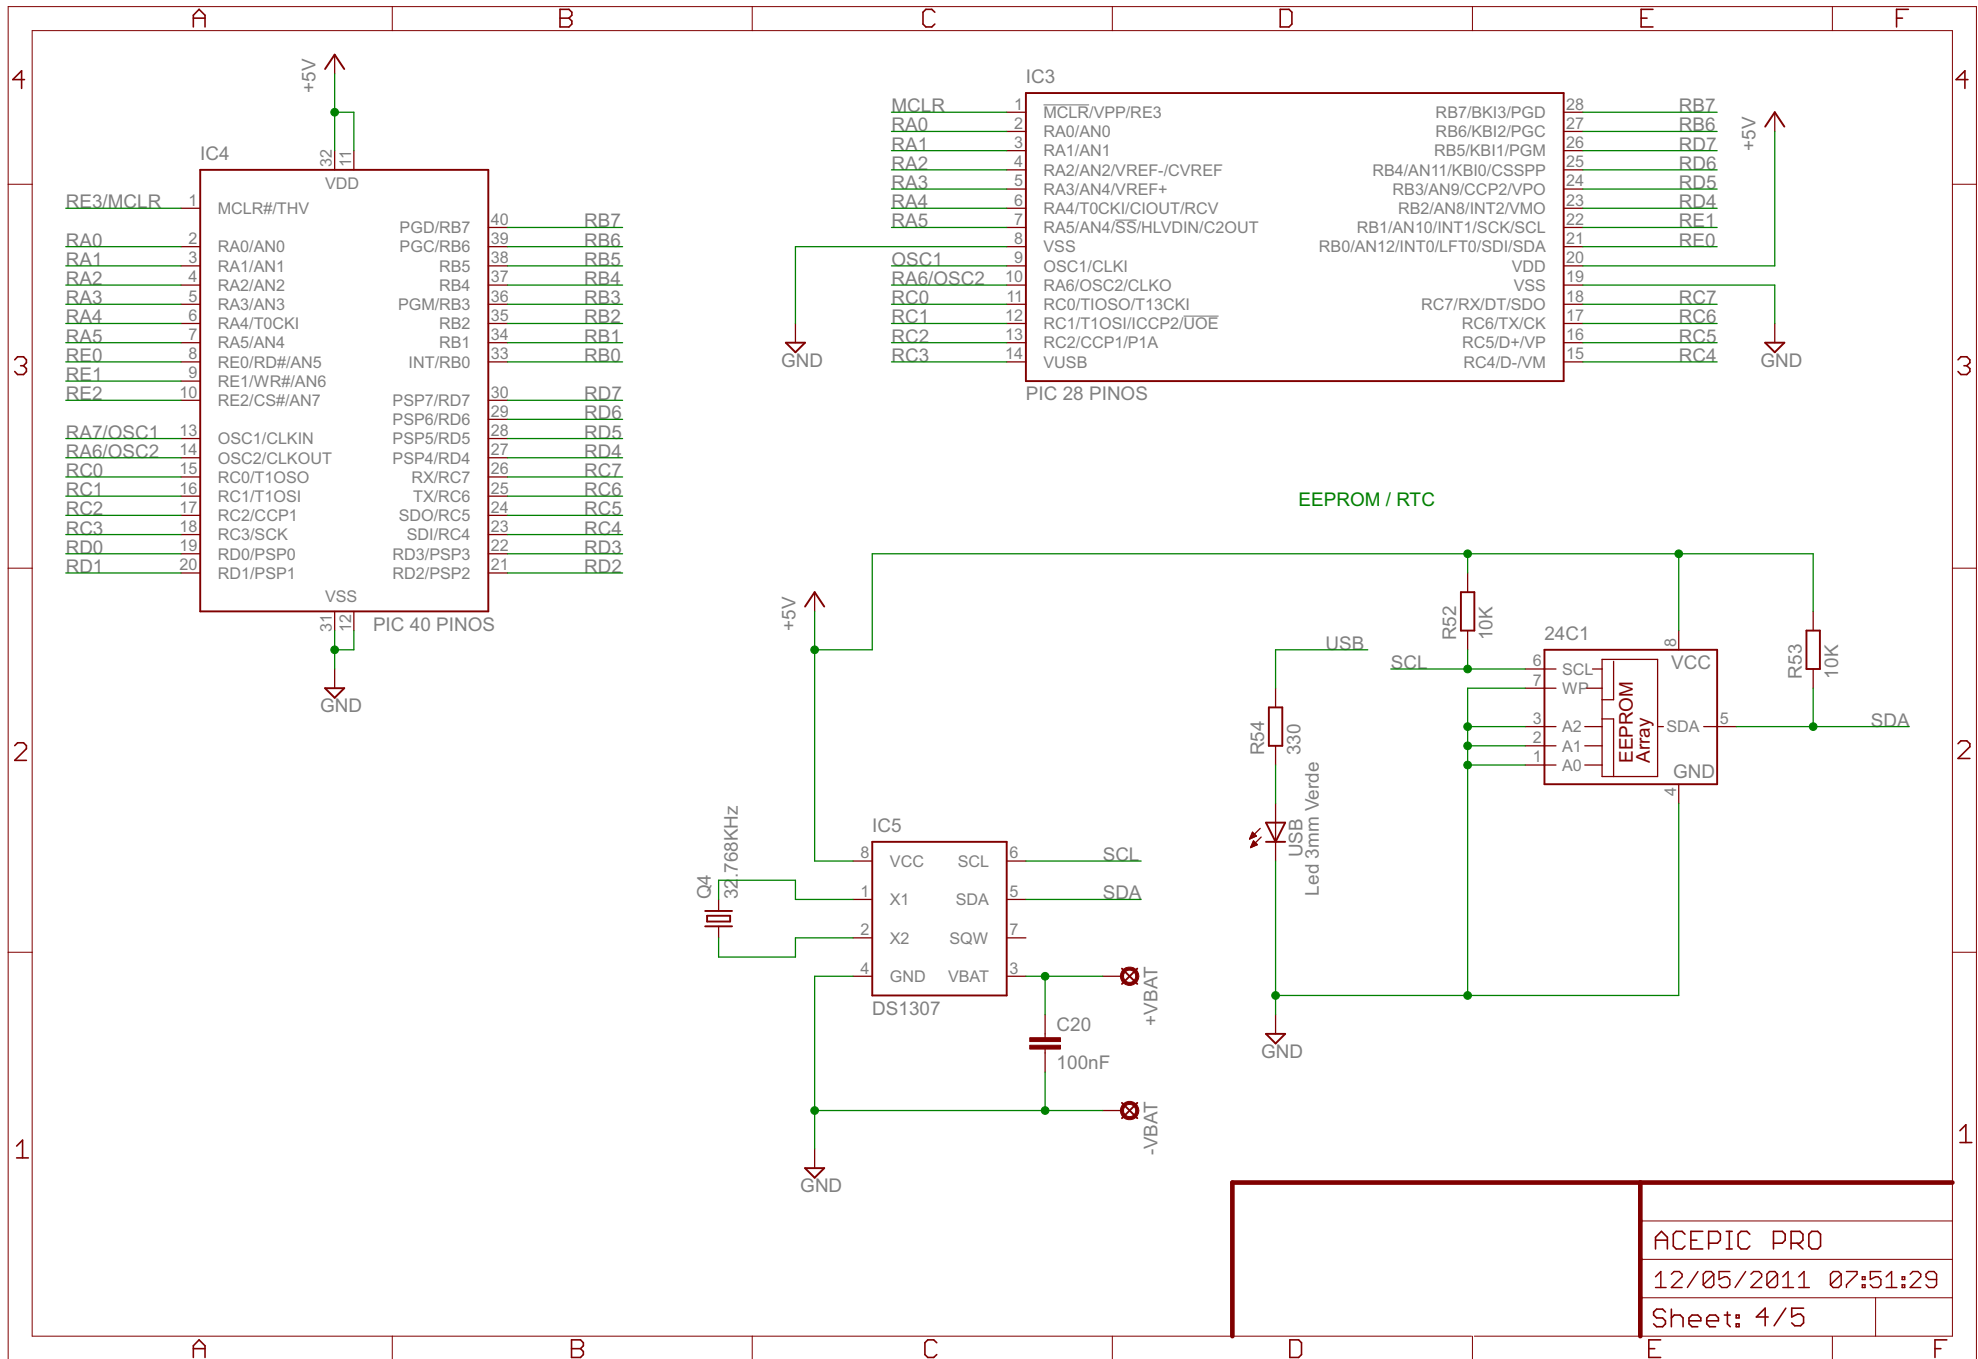 A B C D E F
4 4
3 3
2 2
1 1
A B C D E F
+5V
IC4
32 11
VDD
RE3/MCLR 1 MCLR#/THV
RA0 2 RA0/AN0
RA1 3 RA1/AN1
RA2 4 RA2/AN2
RA3 5 RA3/AN3
RA4 6 RA4/T0CKI
RA5 7 RA5/AN4
RE0 8 RE0/RD#/AN5
RE1 9 RE1/WR#/AN6
RE2 10 RE2/CS#/AN7
RA7/OSC1 13 OSC1/CLKIN
RA6/OSC2 14 OSC2/CLKOUT
RC0 15 RC0/T1OSO
RC1 16 RC1/T1OSI
RC2 17 RC2/CCP1
RC3 18 RC3/SCK
RD0 19 RD0/PSP0
RD1 20 RD1/PSP1
PGD/RB7 40 RB7
PGC/RB6 39 RB6
RB5 38 RB5
RB4 37 RB4
PGM/RB3 36 RB3
RB2 35 RB2
RB1 34 RB1
INT/RB0 33 RB0
PSP7/RD7 30 RD7
PSP6/RD6 29 RD6
PSP5/RD5 28 RD5
PSP4/RD4 27 RD4
RX/RC7 26 RC7
TX/RC6 25 RC6
SDO/RC5 24 RC5
SDI/RC4 23 RC4
RD3/PSP3 22 RD3
RD2/PSP2 21 RD2
VSS
31 12
PIC 40 PINOS
GND
IC3
MCLR 1 MCLR/VPP/RE3
RA0 2 RA0/AN0
RA1 3 RA1/AN1
RA2 4 RA2/AN2/VREF-/CVREF
RA3 5 RA3/AN4/VREF+
RA4 6 RA4/T0CKI/CIOUT/RCV
RA5 7 RA5/AN4/SS/HLVDIN/C2OUT
8 VSS
OSC1 9 OSC1/CLKI
RA6/OSC2 10 RA6/OSC2/CLKO
RC0 11 RC0/TIOSO/T13CKI
RC1 12 RC1/T1OSI/ICCP2/UOE
RC2 13 RC2/CCP1/P1A
RC3 14 VUSB
RB7/BKI3/PGD 28 RB7
RB6/KBI2/PGC 27 RB6
RB5/KBI1/PGM 26 RD7
RB4/AN11/KBI0/CSSPP 25 RD6
RB3/AN9/CCP2/VPO 24 RD5
RB2/AN8/INT2/VMO 23 RD4
RB1/AN10/INT1/SCK/SCL 22 RE1
RB0/AN12/INT0/LFT0/SDI/SDA 21 RE0
VDD 20
VSS 19
RC7/RX/DT/SDO 18 RC7
RC6/TX/CK 17 RC6
RC5/D+/VP 16 RC5
RC4/D-/VM 15 RC4
PIC 28 PINOS
GND
+5V
GND
EEPROM / RTC
+5V
Q4
32.768KHz
IC5
8 VCC
1 X1
2 X2
4 GND
SCL 6 SCL
SDA 5 SDA
SQW 7
VBAT 3
DS1307
+VBAT
C20
100nF
-VBAT
GND
USB
R54
330
USB
Led 3mm Verde
GND
R52
10K
SCL
24C1
6 SCL
7 WP
3 A2
2 A1
1 A0
EEPROM
Array
8
VCC
SDA 5
GND
4
R53
10K
SDA
ACEPIC PRO
12/05/2011 07:51:29
Sheet: 4/5